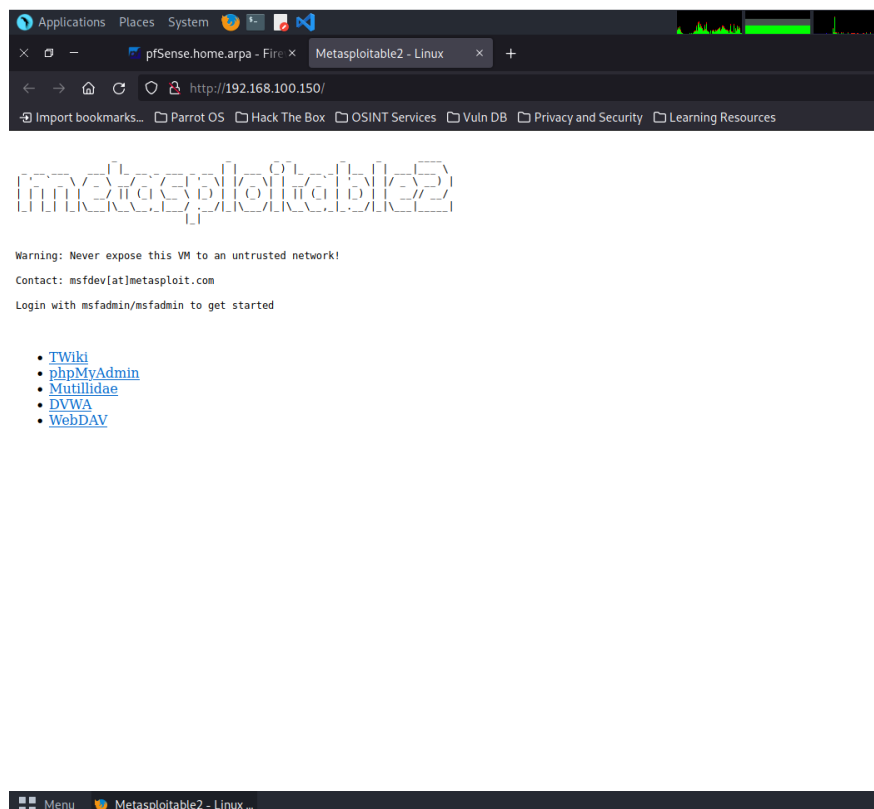 Applications Places System
pfSense.home.arpa - Fire
Metasploitable2 - Linux
http://192.168.100.150/
Import bookmarks... Parrot OS Hack The Box OSINT Services Vuln DB Privacy and Security Learning Resources
metasploitable2
Warning: Never expose this VM to an untrusted network!
Contact: msfdev[at]metasploit.com
Login with msfadmin/msfadmin to get started
TWiki
phpMyAdmin
Mutillidae
DVWA
WebDAV
Menu Metasploitable2 - Linux ...